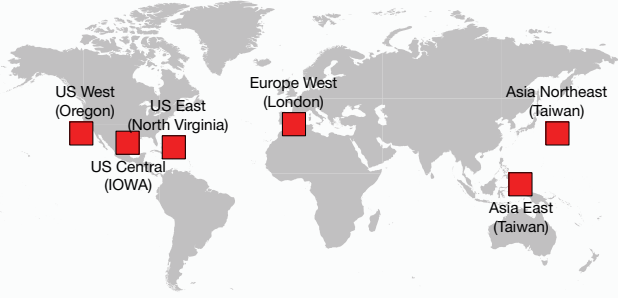 US West
(Oregon)
US East
(North Virginia)
US Central
(IOWA)
Europe West
(London)
Asia Northeast
(Taiwan)
Asia East
(Taiwan)